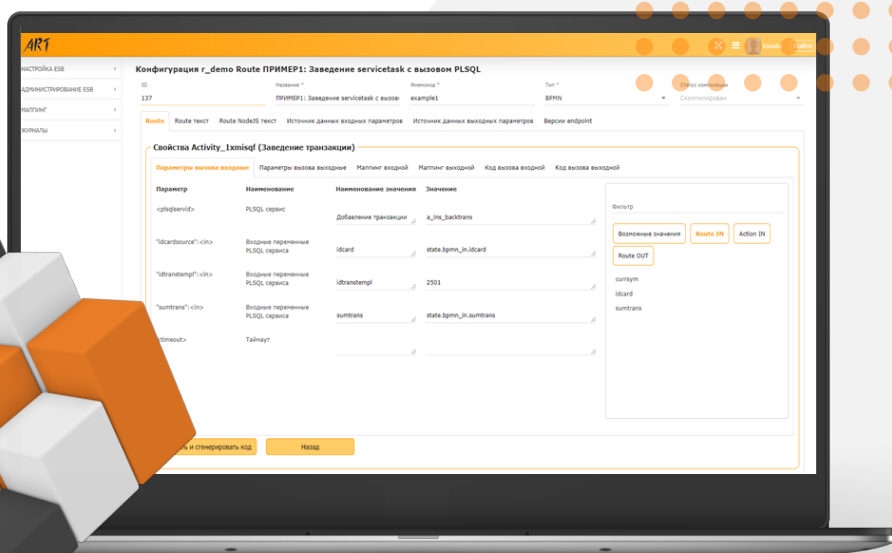 ART
НАСТРОЙКА ESB
АДМИНИСТРИРОВАНИЕ ESB
МАППИНГ
ЖУРНАЛЫ
Конфигурация r_demo Route ПРИМЕР1: Заведение servicetask с вызовом PLSQL
ID Название * Мнемокод * Тип * Статус компиляции
137 ПРИМЕР1: Заведение servicetask с вызов example1 BPMN Скомпилирован
Route Route текст Route NodeJS текст Источник данных входных параметров Источник данных выходных параметров Версии endpoint
Свойства Activity_1xmisqf (Заведение транзакции)
Параметры вызова входные Параметры вызова выходные Маппинг входной Маппинг выходной Код вызова входной Код вызова выходной
Параметр Наименование Наименование значения Значение
<plsqlservid> PLSQL сервис Добавление транзакции a_ins_backtrans
"idcardsource":<in> Входные переменные PLSQL сервиса idcard state.bpmn_in.idcard
"idtranstempl":<in> Входные переменные PLSQL сервиса idtranstempl 2501
"sumtrans":<in> Входные переменные PLSQL сервиса sumtrans state.bpmn_in.sumtrans
<timeout> Таймаут
Фильтр
Возможные значения Route IN Action IN
Route OUT
currsym
idcard
sumtrans
и сгенерировать код Назад